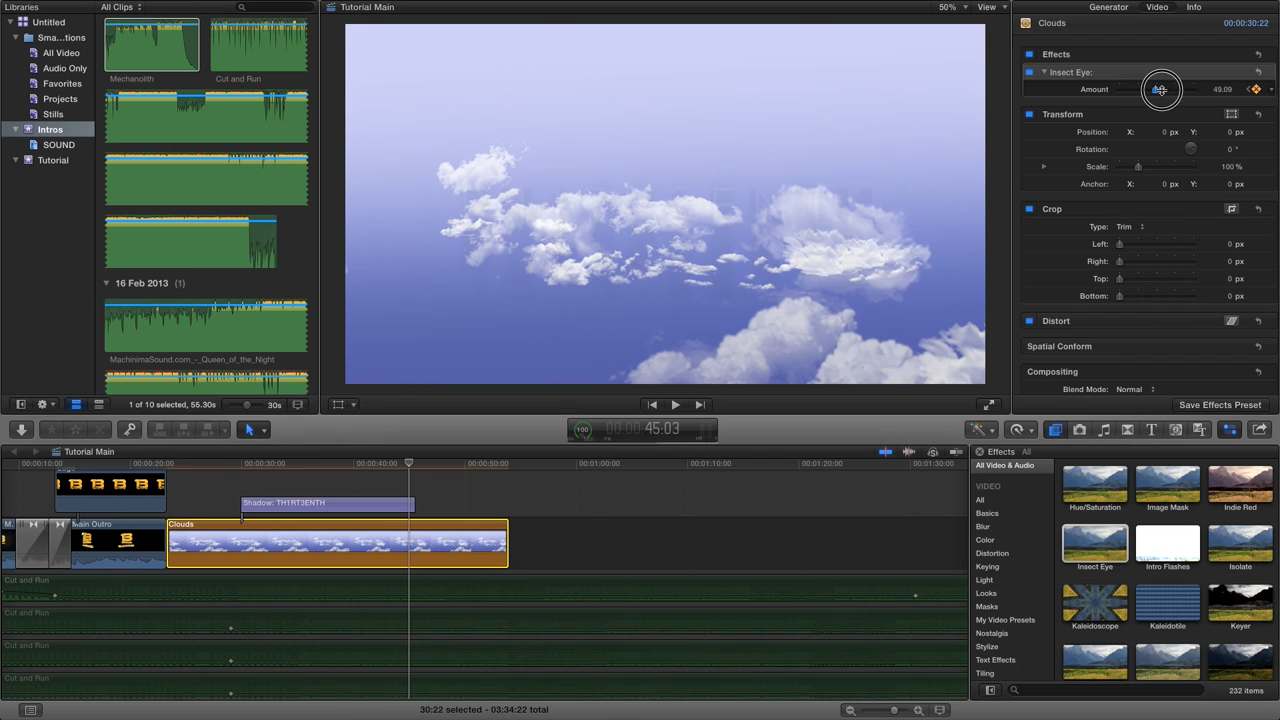 Libraries
All Clips
Tutorial Main
50%
View
Generator
Video
Info
Untitled
Sma...tions
All Video
Audio Only
Favorites
Projects
Stills
Intros
SOUND
Tutorial
Mechanolith
Cut and Run
16 Feb 2013 (1)
MachinimaSound.com_-_Queen_of_the_Night
1 of 10 selected, 55.30s
30s
Clouds
00:00:30:22
Effects
Insect Eye:
Amount
49.09
Transform
Position: X: 0 px Y: 0 px
Rotation: 0 °
Scale: 100 %
Anchor: X: 0 px Y: 0 px
Crop
Type: Trim
Left: 0 px
Right: 0 px
Top: 0 px
Bottom: 0 px
Distort
Spatial Conform
Compositing
Blend Mode: Normal
Save Effects Preset
100
00:00:45:03
Tutorial Main
00:00:10:00
00:00:20:00
00:00:30:00
00:00:40:00
00:00:50:00
00:01:00:00
00:01:10:00
00:01:20:00
00:01:30:00
Shadow: TH1RT3ENTH
M.
Main Outro
Clouds
Cut and Run
Cut and Run
Cut and Run
Cut and Run
30:22 selected - 03:34:22 total
Effects All
All Video & Audio
VIDEO
All
Basics
Blur
Color
Distortion
Keying
Light
Looks
Masks
My Video Presets
Nostalgia
Stylize
Text Effects
Tiling
Hue/Saturation
Image Mask
Indie Red
Insect Eye
Intro Flashes
Isolate
Kaleidoscope
Kaleidotile
Keyer
232 items